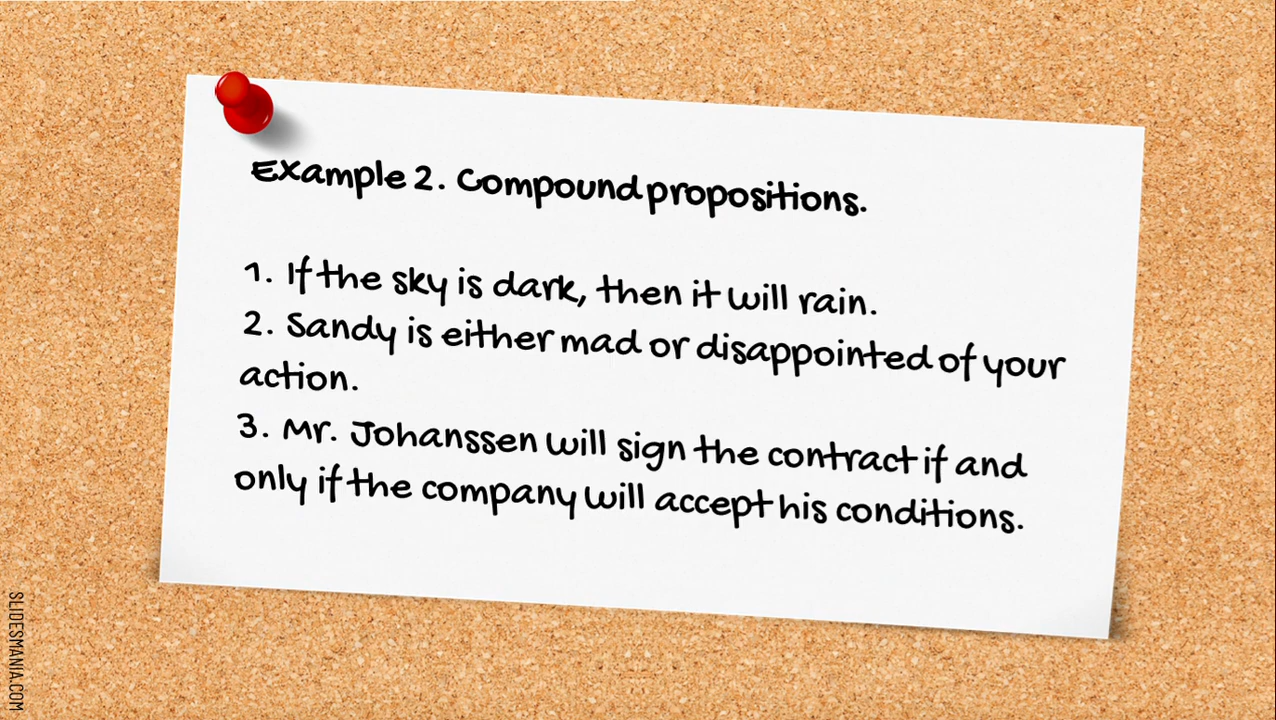 Example 2. Compound propositions.
1. If the sky is dark, then it will rain.
2. Sandy is either mad or disappointed of your
action.
3. Mr. Johanssen will sign the contract if and
only if the company will accept his conditions.
SLIDESMANIA.COM